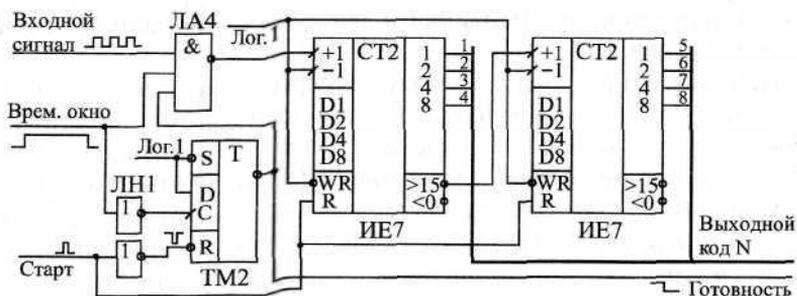 Входной
сигнал
ЛА4
&
Лог.1
+1
CT2
1
1
−1
2
2
4
3
8
4
D1
D2
D4
D8
WR
>15
R
<0
ИЕ7
+1
CT2
1
5
−1
2
6
4
7
8
8
D1
D2
D4
D8
WR
>15
R
<0
ИЕ7
Врем. окно
Лог.1
S
T
D
C
R
ТМ2
ЛН1
1
1
Старт
Выходной
код N
Готовность